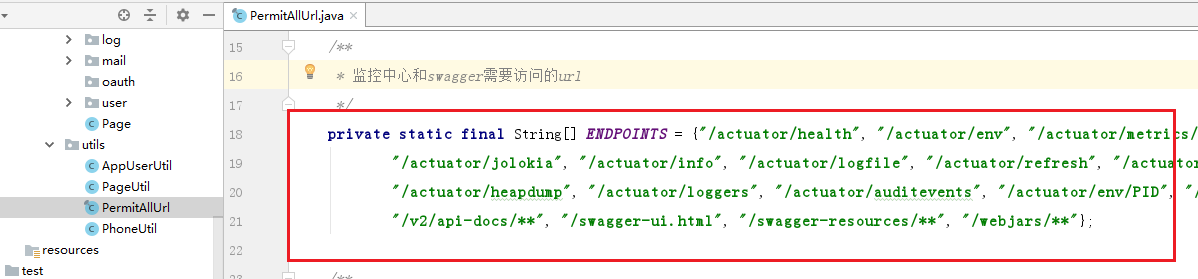 PermitAllUrl.java
log
mail
oauth
user
Page
utils
AppUserUtil
PageUtil
PermitAllUrl
PhoneUtil
resources
test
15 /**
16 * 监控中心和swagger需要访问的url
17 */
18 private static final String[] ENDPOINTS = {"/actuator/health", "/actuator/env", "/actuator/metrics/
19 "/actuator/jolokia", "/actuator/info", "/actuator/logfile", "/actuator/refresh", "/actuato
20 "/actuator/heapdump", "/actuator/loggers", "/actuator/auditevents", "/actuator/env/PID", "/
21 "/v2/api-docs/**", "/swagger-ui.html", "/swagger-resources/**", "/webjars/**"};
22
23 /**